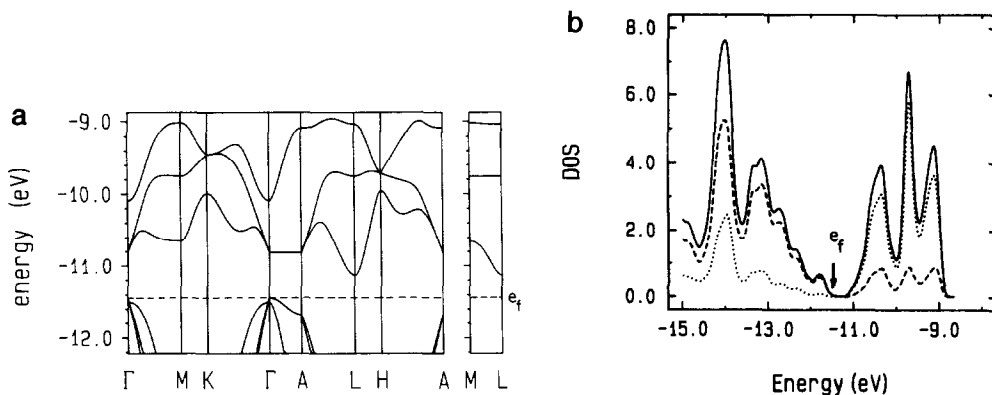 a
energy (eV)
-9.0
-10.0
-11.0
-12.0
Γ M K Γ A L H A M L
e_f
b
DOS
8.0
6.0
4.0
2.0
0.0
e_f
-15.0 -13.0 -11.0 -9.0
Energy (eV)